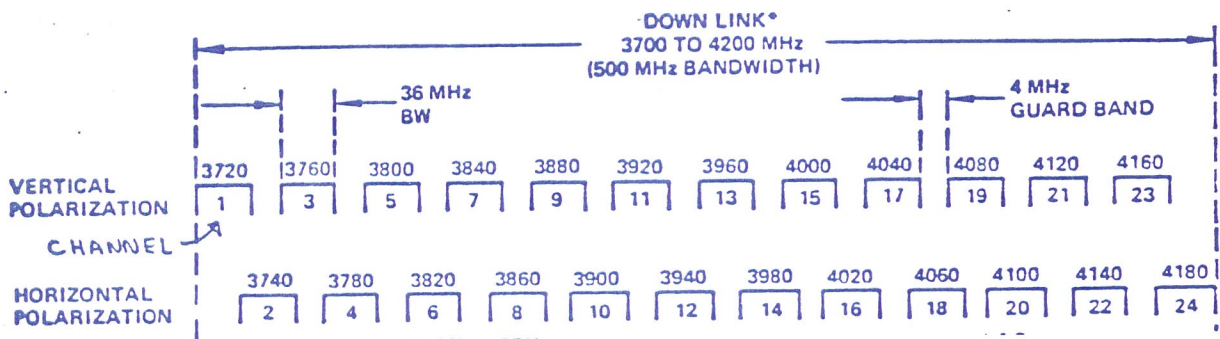 DOWN LINK*
3700 TO 4200 MHz
(500 MHz BANDWIDTH)
36 MHz
BW
4 MHz
GUARD BAND
3720 3760 3800 3840 3880 3920 3960 4000 4040 4080 4120 4160
VERTICAL
POLARIZATION
1 3 5 7 9 11 13 15 17 19 21 23
CHANNEL
3740 3780 3820 3860 3900 3940 3980 4020 4060 4100 4140 4180
HORIZONTAL
POLARIZATION
2 4 6 8 10 12 14 16 18 20 22 24